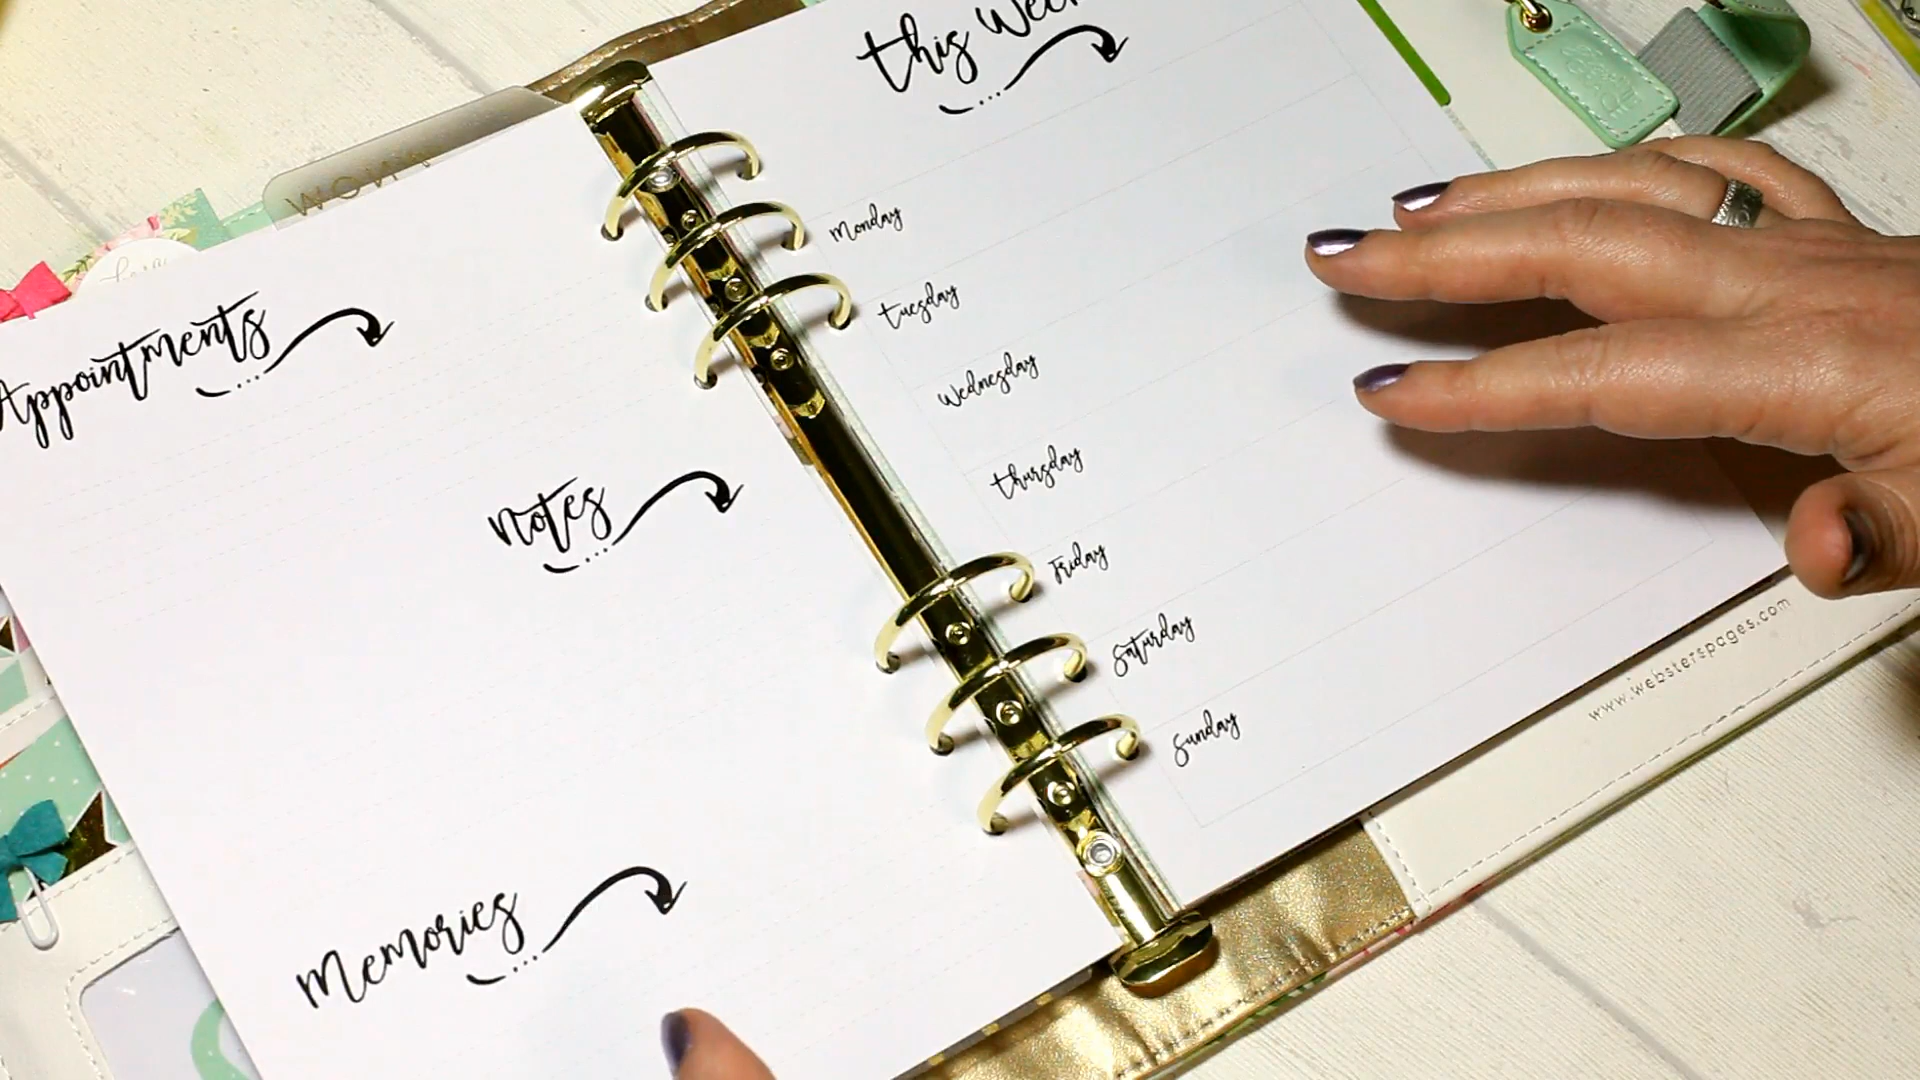 Appointments
Notes
Memories
This Week
Monday
Tuesday
Wednesday
Thursday
Friday
Saturday
Sunday
www.websterspages.com